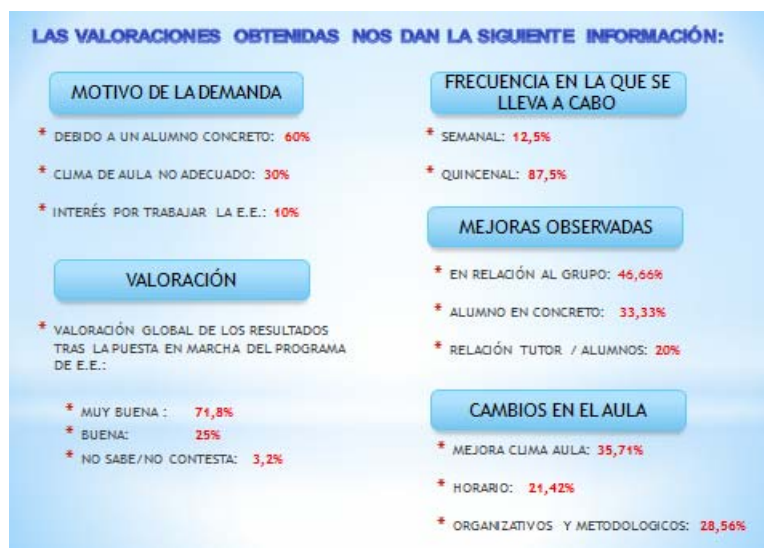 LAS VALORACIONES OBTENIDAS NOS DAN LA SIGUIENTE INFORMACIÓN:
MOTIVO DE LA DEMANDA
* DEBIDO A UN ALUMNO CONCRETO: 60%
* CLIMA DE AULA NO ADECUADO: 30%
* INTERÉS POR TRABAJAR LA E.E.: 10%
VALORACIÓN
* VALORACIÓN GLOBAL DE LOS RESULTADOS
TRAS LA PUESTA EN MARCHA DEL PROGRAMA
DE E.E.:
* MUY BUENA : 71,8%
* BUENA: 25%
* NO SABE/NO CONTESTA: 3,2%
FRECUENCIA EN LA QUE SE
LLEVA A CABO
* SEMANAL: 12,5%
* QUINCENAL: 87,5%
MEJORAS OBSERVADAS
* EN RELACIÓN AL GRUPO: 46,66%
* ALUMNO EN CONCRETO: 33,33%
* RELACIÓN TUTOR / ALUMNOS: 20%
CAMBIOS EN EL AULA
* MEJORA CLIMA AULA: 35,71%
* HORARIO: 21,42%
* ORGANIZATIVOS Y METODOLOGICOS: 28,56%